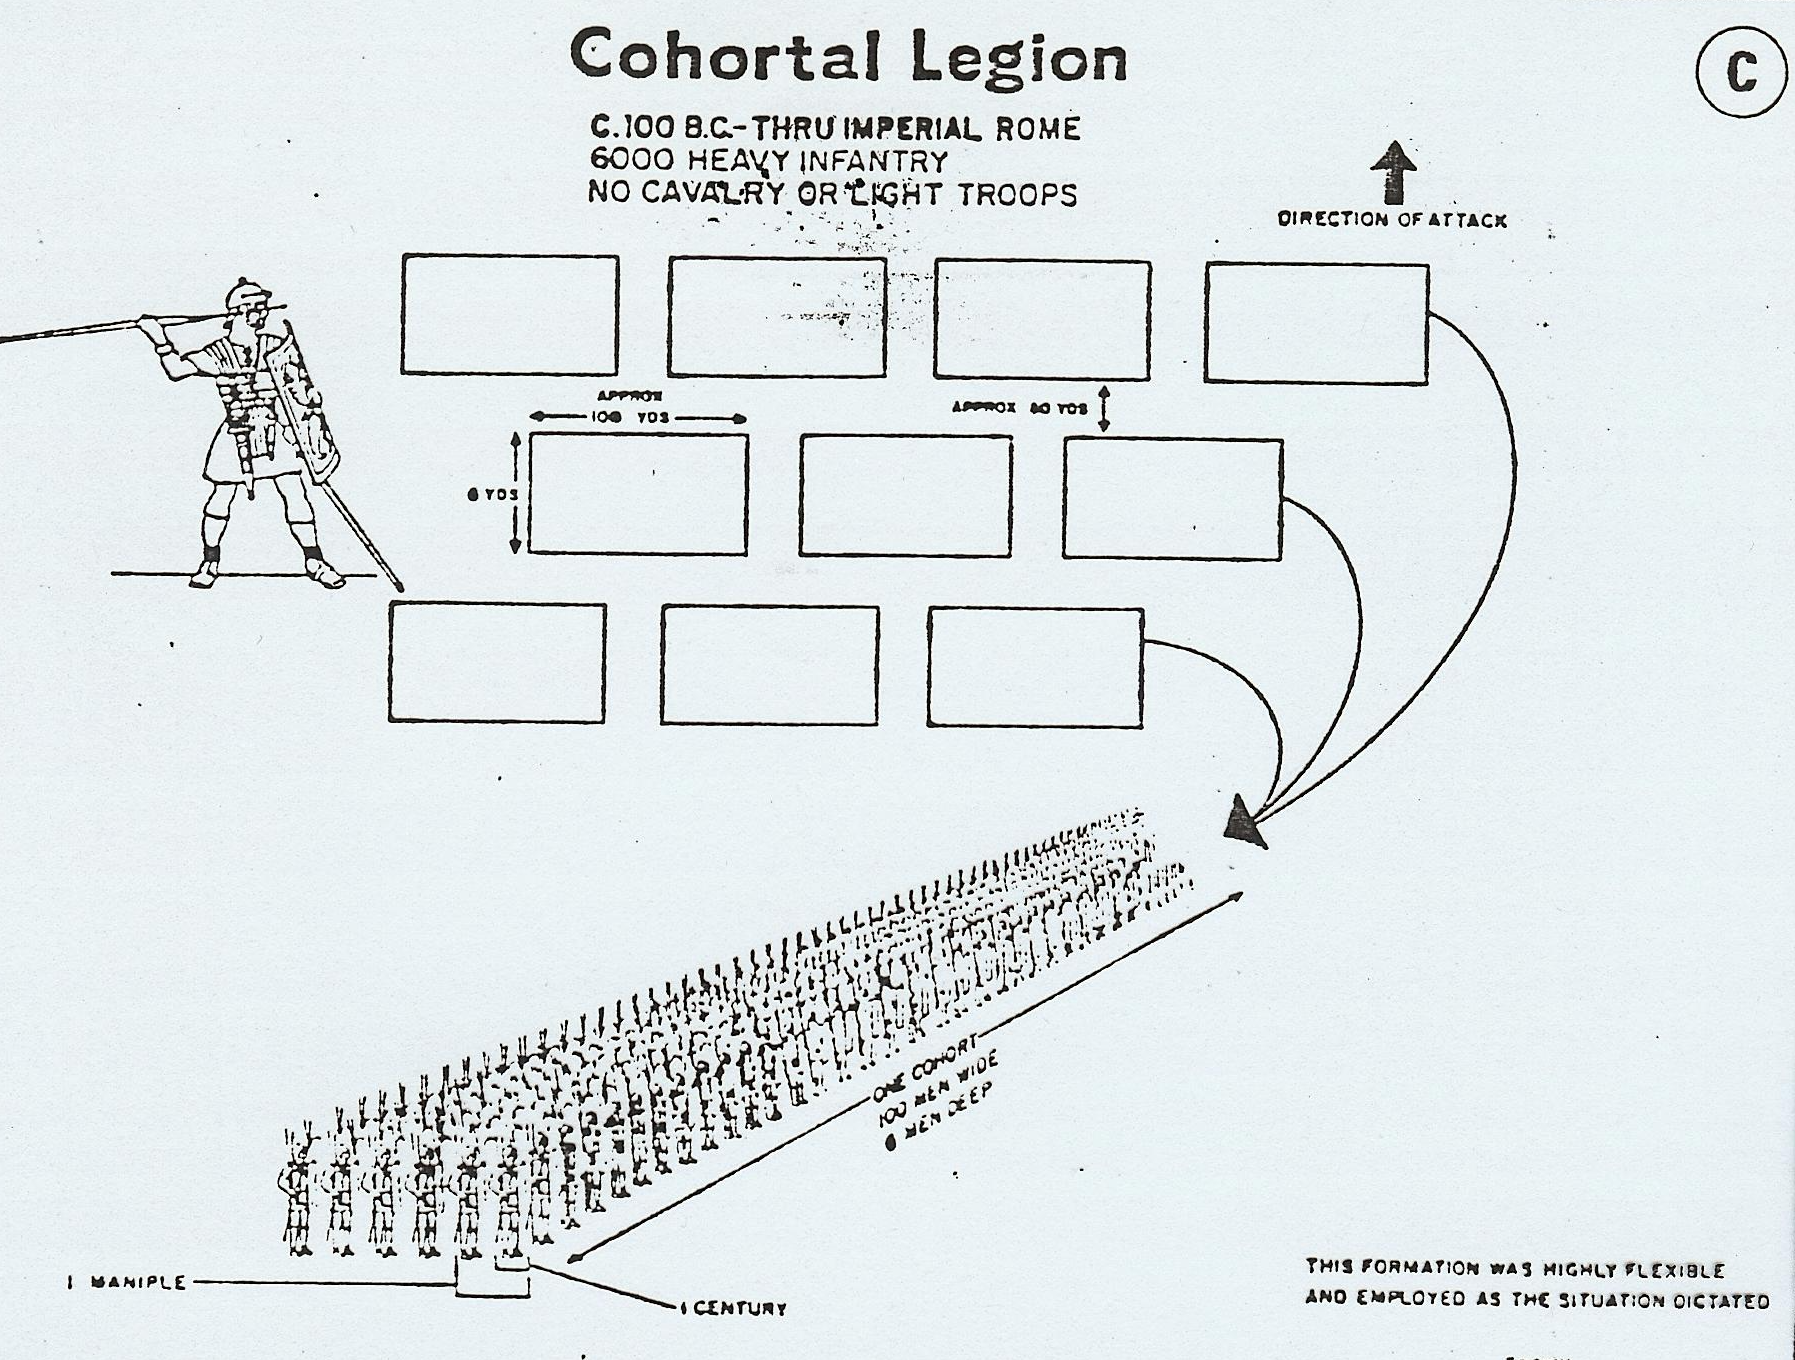 Cohortal Legion
C
C.100 B.C.-THRU IMPERIAL ROME
6000 HEAVY INFANTRY
NO CAVALRY OR LIGHT TROOPS
DIRECTION OF ATTACK
APPROX
100 YDS
APPROX YDS
6 YDS
ONE COHORT
100 MEN WIDE
6 MEN DEEP
1 MANIPLE
1 CENTURY
THIS FORMATION WAS HIGHLY FLEXIBLE
AND EMPLOYED AS THE SITUATION DICTATED